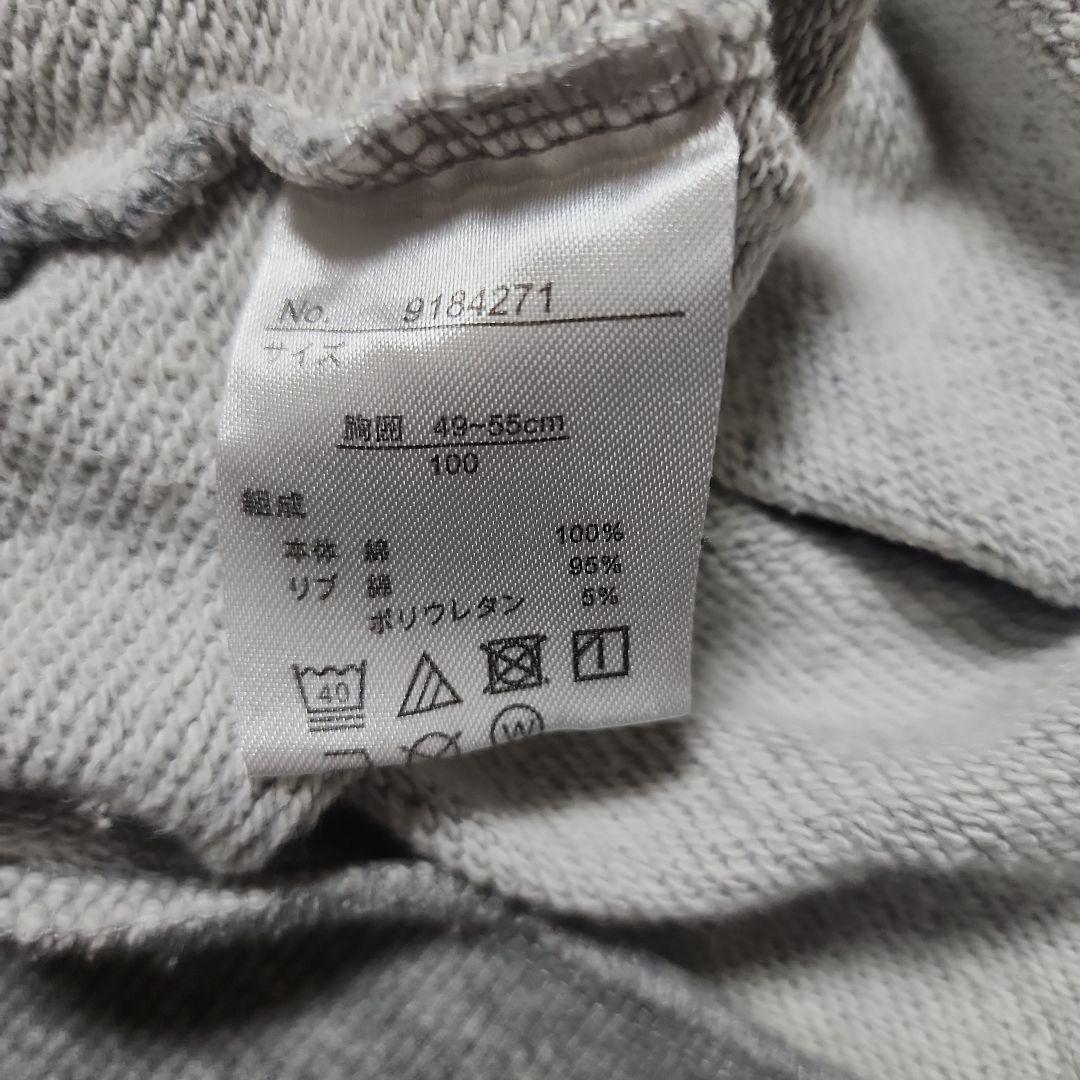 No 9184271
サイズ
胸囲 49~55cm
100
組成
本体 綿 100%
リブ 綿 95%
ポリウレタン 5%
40
W